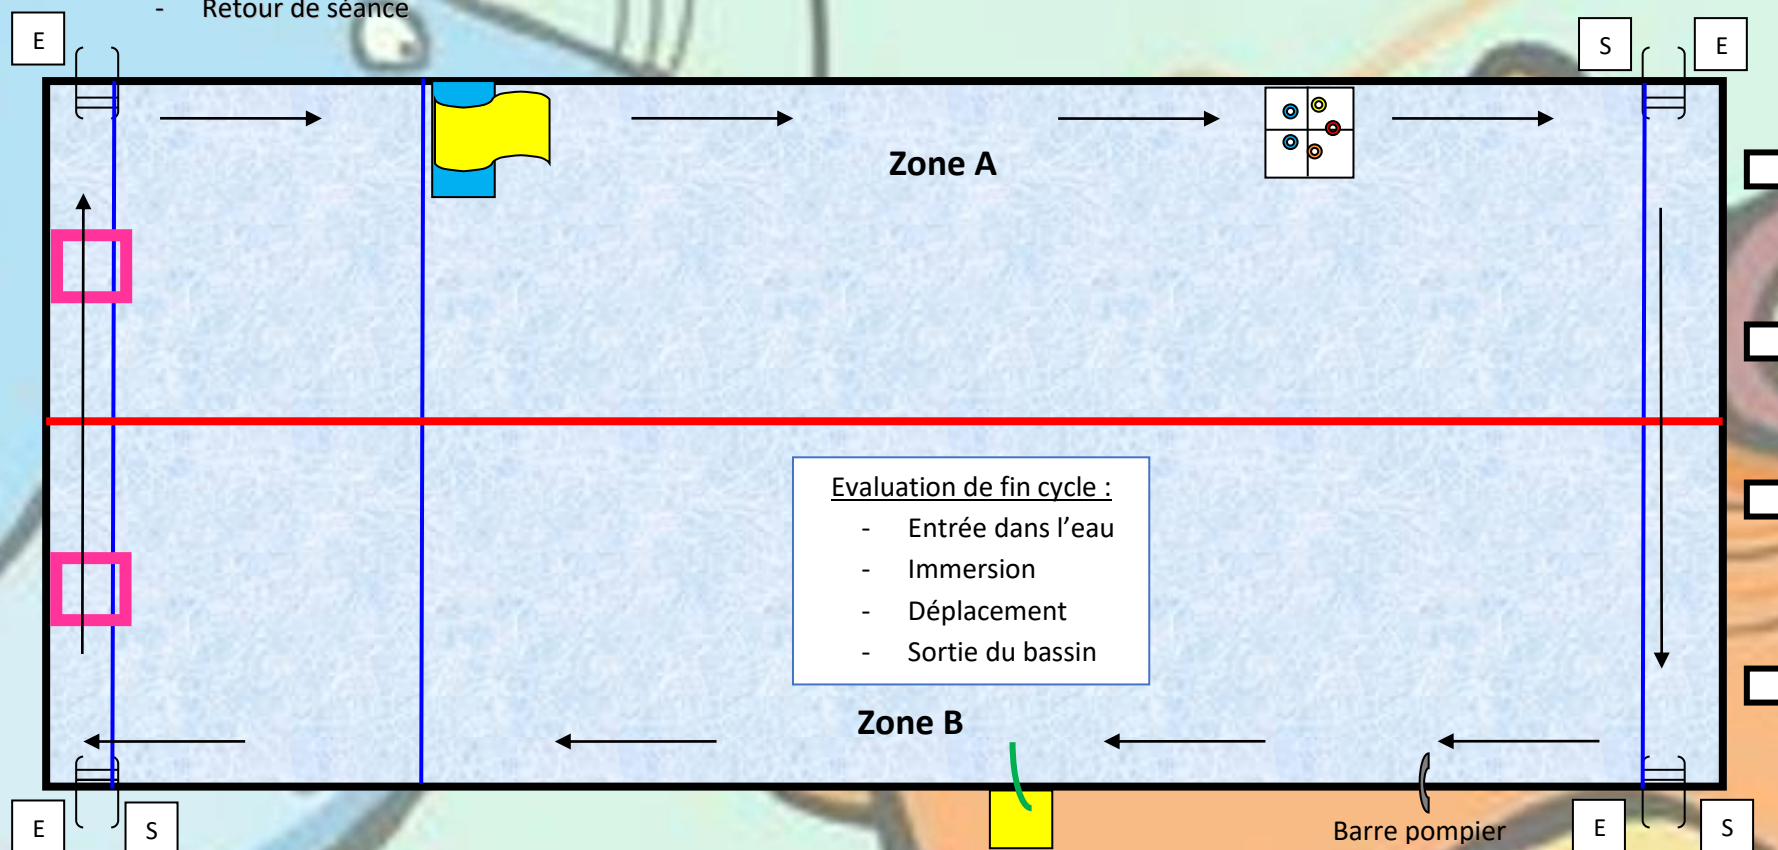 - Retour de séance
E
S
E
Zone A
Evaluation de fin cycle :
- Entrée dans l'eau
- Immersion
- Déplacement
- Sortie du bassin
Zone B
E
S
Barre pompier
E
S